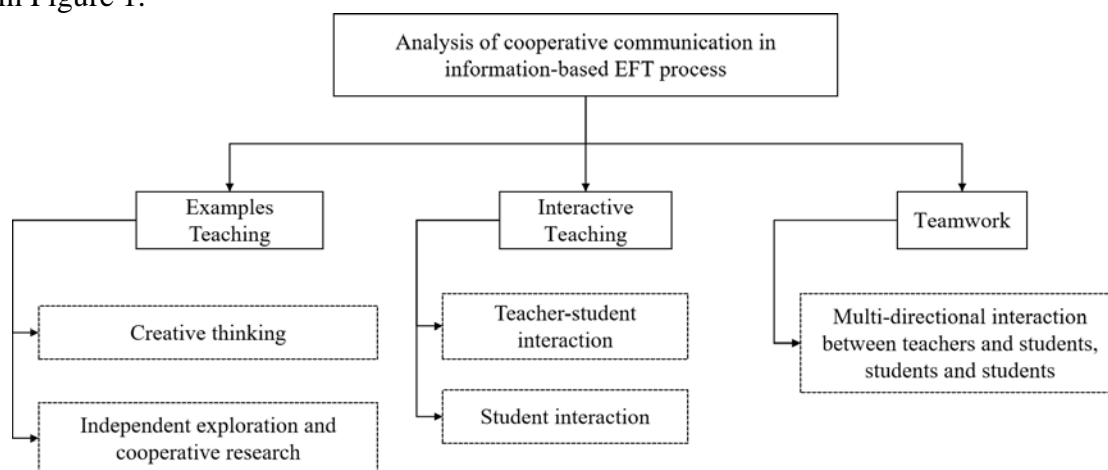 in Figure 1.
Analysis of cooperative communication in
information-based EFT process
Examples
Teaching
Interactive
Teaching
Teamwork
Creative thinking
Teacher-student
interaction
Multi-directional interaction
between teachers and students,
students and students
Independent exploration and
cooperative research
Student interaction